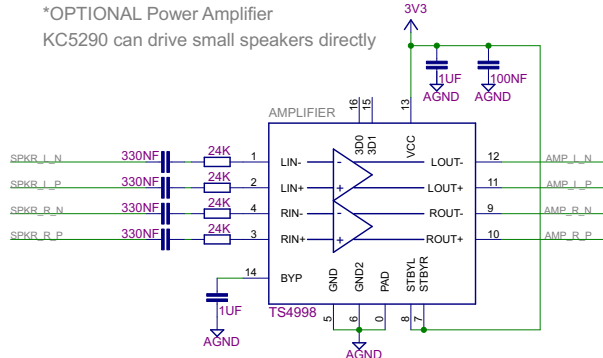 *OPTIONAL Power Amplifier
KC5290 can drive small speakers directly
3V3
1UF
100NF
AGND
AGND
AMPLIFIER
16
15
13
3D0
3D1
VCC
SPKR_L_N
330NF
24K
1
LIN-
-
LOUT-
12
AMP_L_N
SPKR_L_P
330NF
24K
2
LIN+
+
LOUT+
11
AMP_L_P
SPKR_R_N
330NF
24K
4
RIN-
-
ROUT-
9
AMP_R_N
SPKR_R_P
330NF
24K
3
RIN+
+
ROUT+
10
AMP_R_P
14
BYP
GND
GND2
PAD
STBYL
STBYR
1UF
TS4998
5
6
0
8
7
AGND
AGND